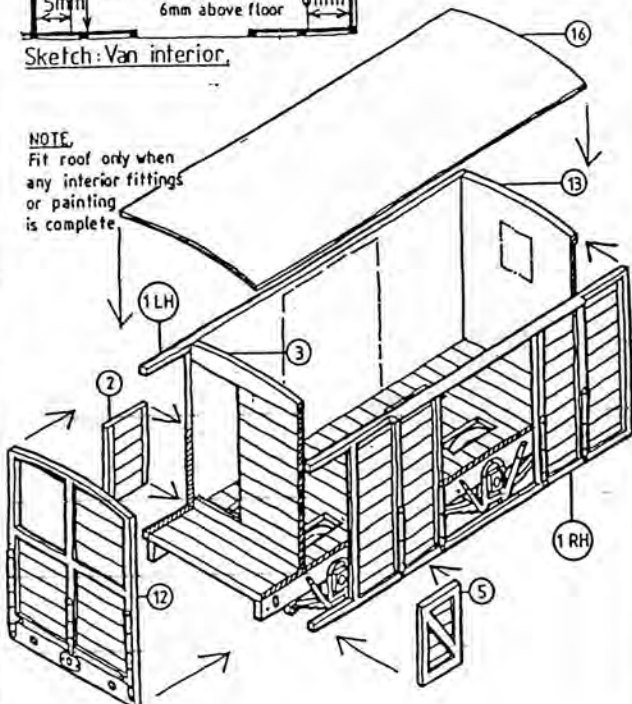 5mm
6mm above floor
Sketch: Van interior.
16
NOTE.
Fit roof only when
any interior fittings
or painting
is complete
13
1 LH
3
2
12
1 RH
5